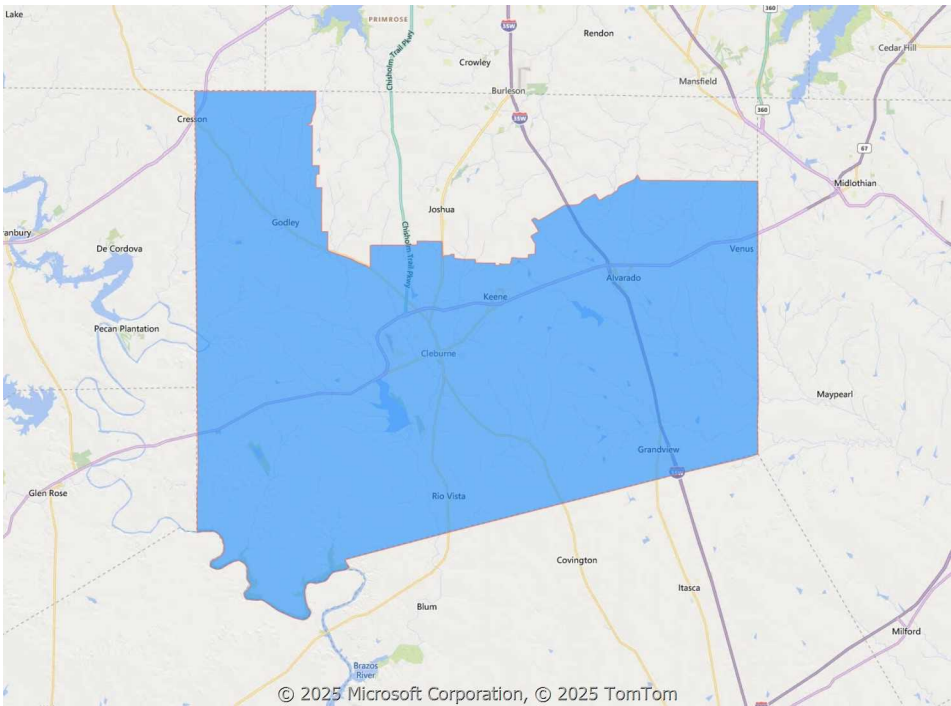 Lake
PRIMROSE
35W
360
Rendon
Chisholm Trail Pkwy
Crowley
Cedar Hill
Mansfield
Burleson
360
Cresson
35W
67
Midlothian
Joshua
Godley
anbury
De Cordova
Chisholm Trail Pkwy
Venus
Alvarado
Keene
Pecan Plantation
Cleburne
Maypearl
Grandview
35W
Glen Rose
Rio Vista
Covington
Itasca
Blum
Milford
Brazos
River
© 2025 Microsoft Corporation, © 2025 TomTom